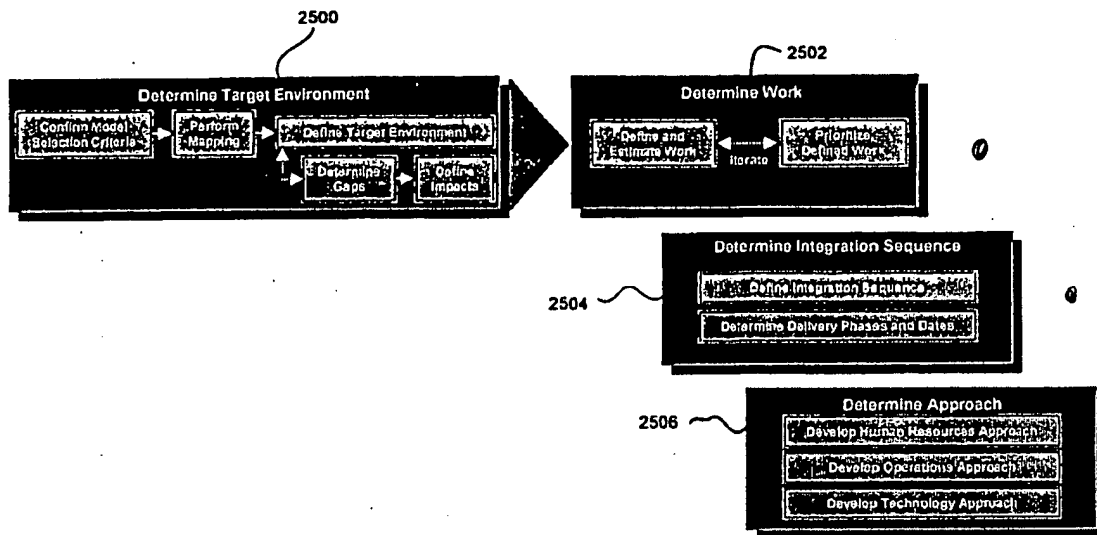 2500
2502
Determine Target Environment
Confirm Model
Selection Criteria
Perform
Mapping
Define Target Environment
Determine
Gaps
Define
Impacts
Determine Work
Define and
Estimate Work
iterate
Prioritize
Defined Work
Determine Integration Sequence
2504
Define Integration Sequence
Determine Delivery Phases and Dates
Determine Approach
2506
Develop Human Resources Approach
Develop Operations Approach
Develop Technology Approach